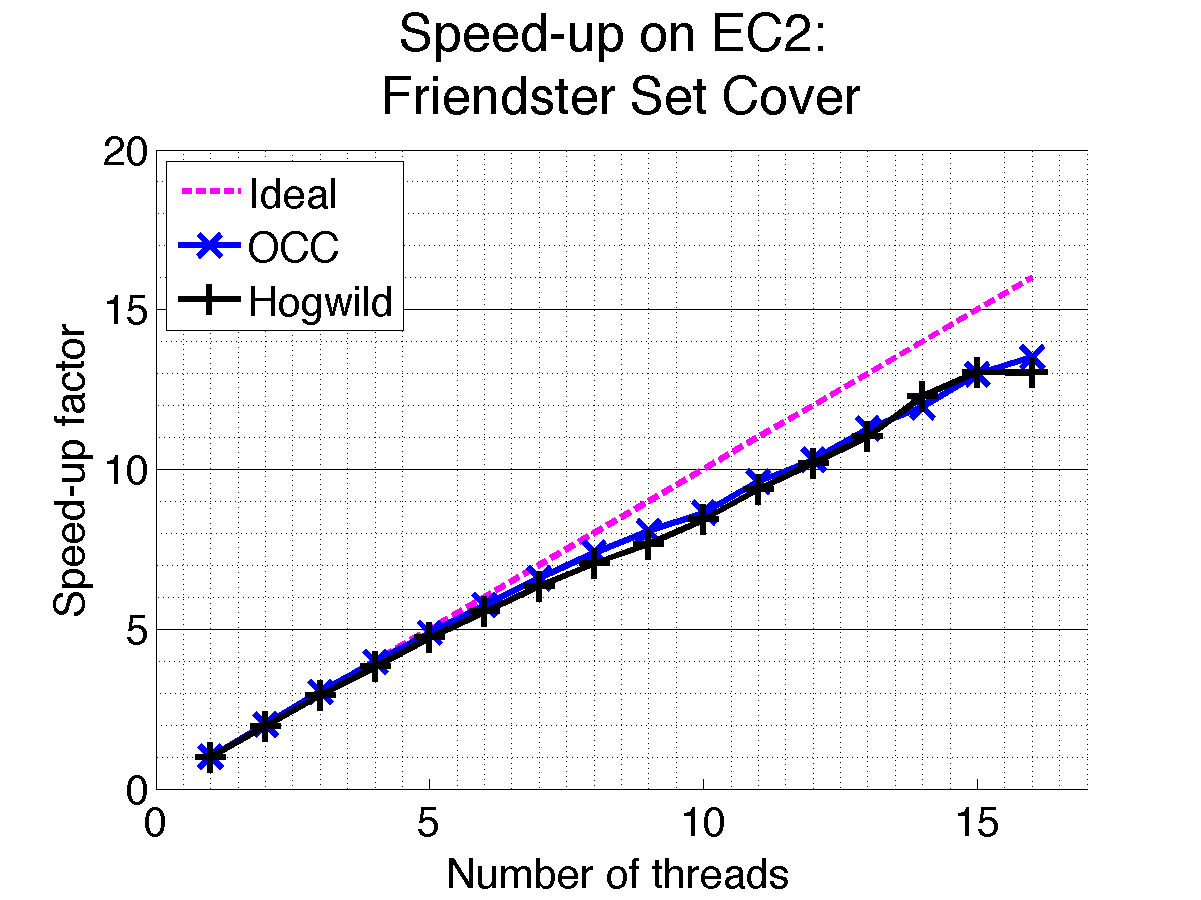 Speed-up on EC2:
Friendster Set Cover
20
15
10
5
0
Speed-up factor
Ideal
OCC
Hogwild
0
5
10
15
Number of threads